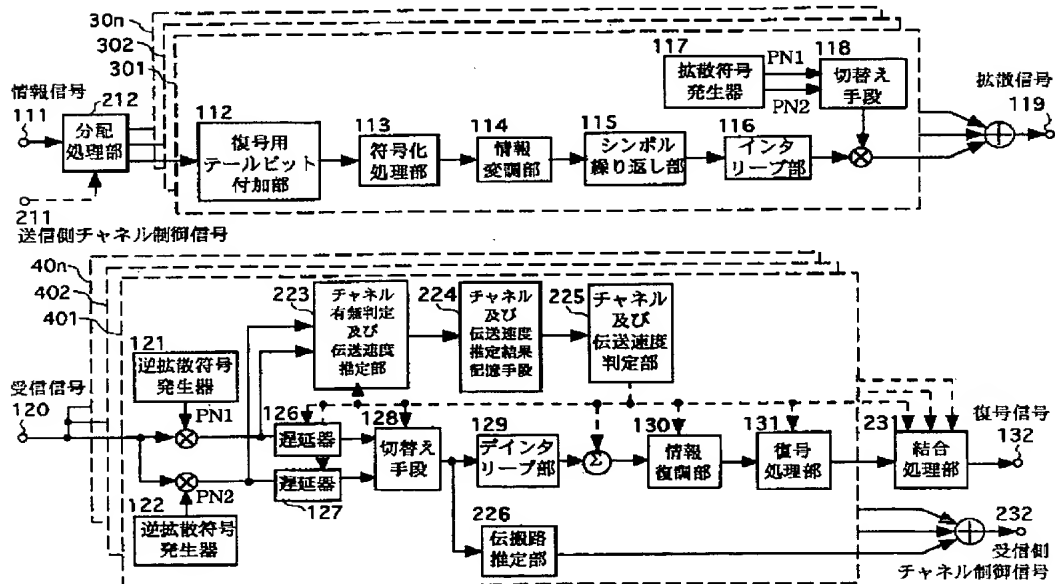 30n
302
301
情報信号
111
212
分配
処理部
211
送信側チャネル制御信号
112
復号用
テールビット
付加部
113
符号化
処理部
114
情報
変調部
115
シンボル
繰り返し部
116
インタ
リーブ部
117
拡散符号
発生器
PN1
PN2
118
切替え
手段
拡散信号
119
40n
402
401
受信信号
120
121
逆拡散符号
発生器
PN1
PN2
122
逆拡散符号
発生器
223
チャネル
有無判定
及び
伝送速度
推定部
224
チャネル
及び
伝送速度
推定結果
記憶手段
225
チャネル
及び
伝送速度
判定部
126
遅延器
遅延器
127
128
切替え
手段
129
デインタ
リーブ部
Σ
130
情報
復調部
131
復号
処理部
231
結合
処理部
復号信号
132
226
伝搬路
推定部
232
受信側
チャネル制御信号